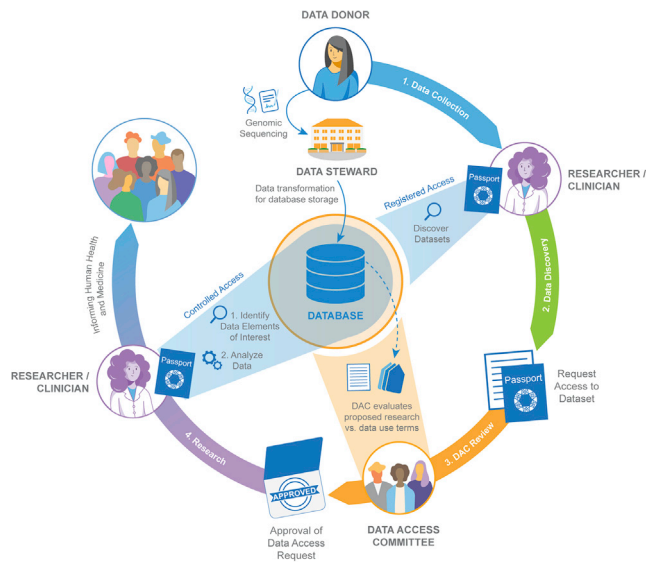 DATA DONOR
1. Data Collection
Genomic
Sequencing
DATA STEWARD
Data transformation
for database storage
Registered Access
Passport
RESEARCHER /
CLINICIAN
Discover
Datasets
2. Data Discovery
Informing Human Health
and Medicine
Controlled Access
1. Identify
Data Elements
of Interest
2. Analyze
Data
DATABASE
RESEARCHER /
CLINICIAN
Passport
Passport
Request
Access to
Dataset
DAC evaluates
proposed research
vs. data use terms
3. DAC Review
4. Research
APPROVED
Approval of
Data Access
Request
DATA ACCESS
COMMITTEE